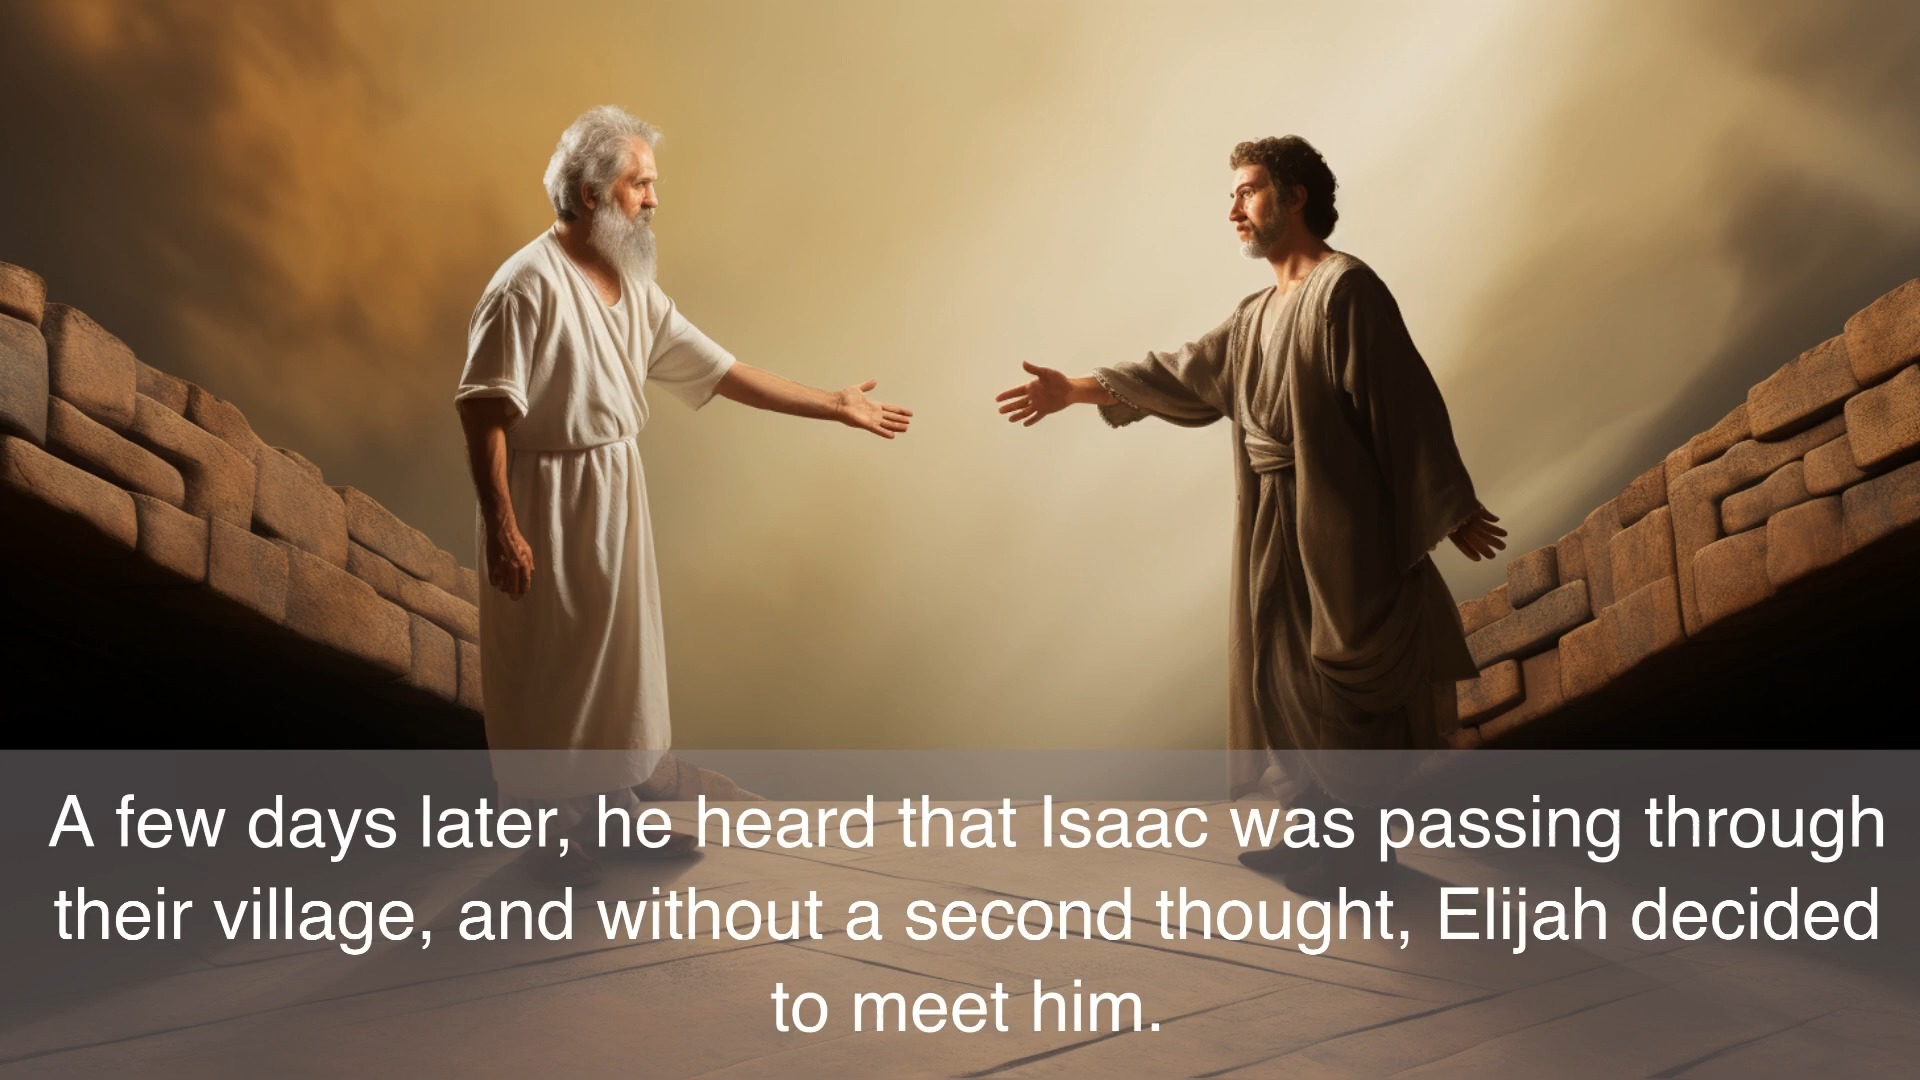 A few days later, he heard that Isaac was passing through
their village, and without a second thought, Elijah decided
to meet him.